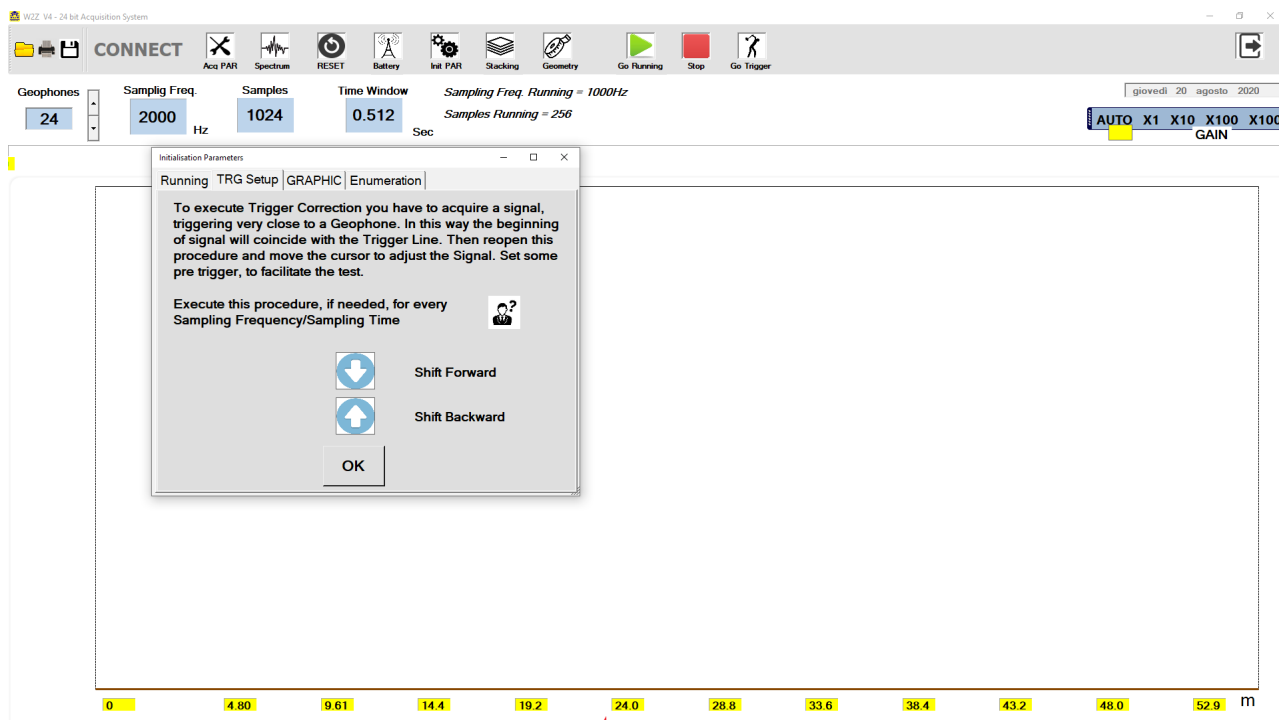 WZZ V4 - 24 bit Acquisition System
CONNECT
Acq PAR Spectrum RESET Battery Init PAR Stacking Geometry Go Running Stop Go Trigger
Geophones Samplig Freq. Samples Time Window Sampling Freq. Running = 1000Hz
giovedì 20 agosto 2020
24 2000 Hz 1024 0.512 Sec Samples Running = 256
AUTO X1 X10 X100 X100
GAIN
Initialisation Parameters
Running TRG Setup GRAPHIC Enumeration
To execute Trigger Correction you have to acquire a signal,
triggering very close to a Geophone. In this way the beginning
of signal will coincide with the Trigger Line. Then reopen this
procedure and move the cursor to adjust the Signal. Set some
pre trigger, to facilitate the test.
Execute this procedure, if needed, for every
Sampling Frequency/Sampling Time
Shift Forward
Shift Backward
OK
0 4.80 9.61 14.4 19.2 24.0 28.8 33.6 38.4 43.2 48.0 52.9 m